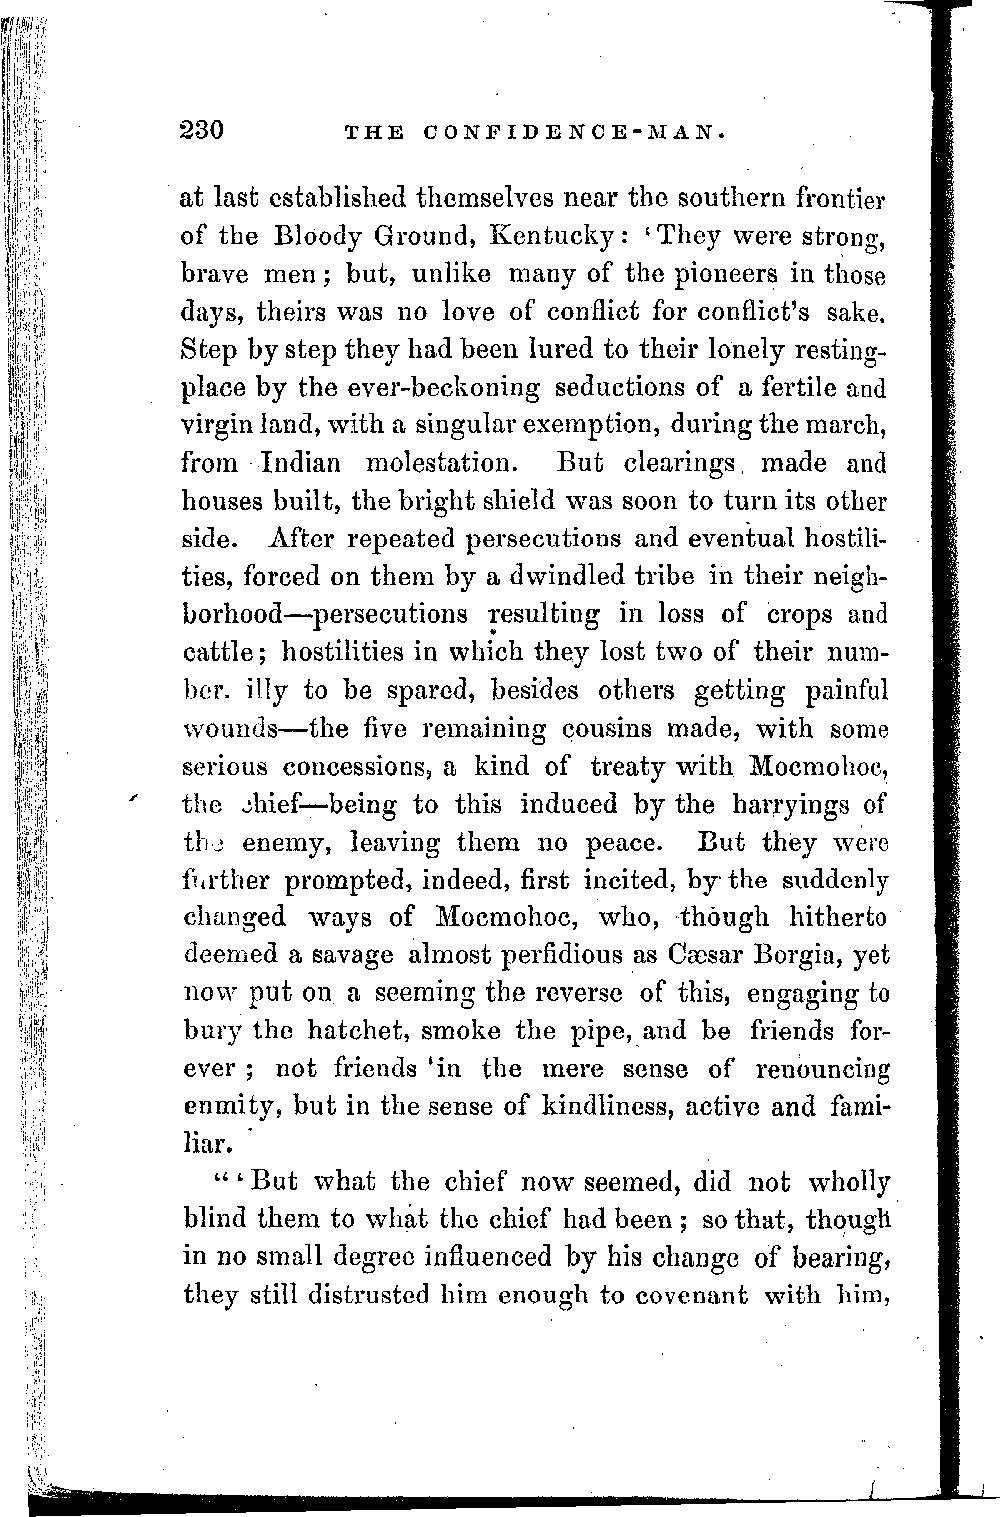 230 THE CONFIDENCE-MAN.
at last established themselves near the southern frontier
of the Bloody Ground, Kentucky: ‘They were strong,
brave men; but, unlike many of the pioneers in those
days, theirs was no love of conflict for conflict’s sake.
Step by step they had been lured to their lonely resting-
place by the ever-beckoning seductions of a fertile and
virgin land, with a singular exemption, during the march,
from Indian molestation. But clearings made and
houses built, the bright shield was soon to turn its other
side. After repeated persecutions and eventual hostili-
ties, forced on them by a dwindled tribe in their neigh-
borhood—persecutions resulting in loss of crops and
cattle; hostilities in which they lost two of their num-
ber. illy to be spared, besides others getting painful
wounds—the five remaining cousins made, with some
serious concessions, a kind of treaty with Mocmohoc,
the chief—being to this induced by the harryings of
the enemy, leaving them no peace. But they were
further prompted, indeed, first incited, by the suddenly
changed ways of Mocmohoc, who, though hitherto
deemed a savage almost perfidious as Cæsar Borgia, yet
now put on a seeming the reverse of this, engaging to
bury the hatchet, smoke the pipe, and be friends for-
ever; not friends in the mere sense of renouncing
enmity, but in the sense of kindliness, active and fami-
liar.
“‘But what the chief now seemed, did not wholly
blind them to what the chief had been; so that, though
in no small degree influenced by his change of bearing,
they still distrusted him enough to covenant with him,